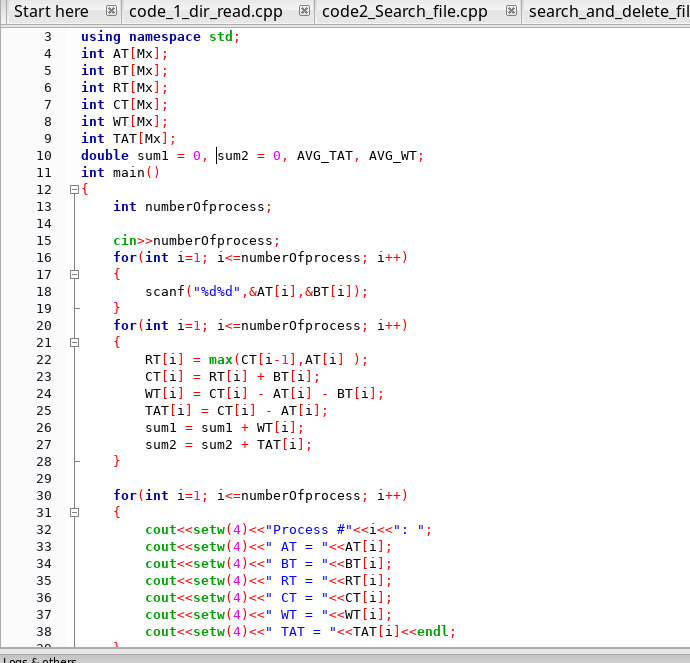 Start here code_1_dir_read.cpp code2_Search_file.cpp search_and_delete_fil
3 using namespace std;
4 int AT[Mx];
5 int BT[Mx];
6 int RT[Mx];
7 int CT[Mx];
8 int WT[Mx];
9 int TAT[Mx];
10 double sum1 = 0, sum2 = 0, AVG_TAT, AVG_WT;
11 int main()
12 {
13 int numberOfprocess;
14
15 cin>>numberOfprocess;
16 for(int i=1; i<=numberOfprocess; i++)
17 {
18 scanf("%d%d",&AT[i],&BT[i]);
19 }
20 for(int i=1; i<=numberOfprocess; i++)
21 {
22 RT[i] = max(CT[i-1],AT[i] );
23 CT[i] = RT[i] + BT[i];
24 WT[i] = CT[i] - AT[i] - BT[i];
25 TAT[i] = CT[i] - AT[i];
26 sum1 = sum1 + WT[i];
27 sum2 = sum2 + TAT[i];
28 }
29
30 for(int i=1; i<=numberOfprocess; i++)
31 {
32 cout<<setw(4)<<"Process #"<<i<<": ";
33 cout<<setw(4)<<" AT = "<<AT[i];
34 cout<<setw(4)<<" BT = "<<BT[i];
35 cout<<setw(4)<<" RT = "<<RT[i];
36 cout<<setw(4)<<" CT = "<<CT[i];
37 cout<<setw(4)<<" WT = "<<WT[i];
38 cout<<setw(4)<<" TAT = "<<TAT[i]<<endl;
39 }
Logs & others